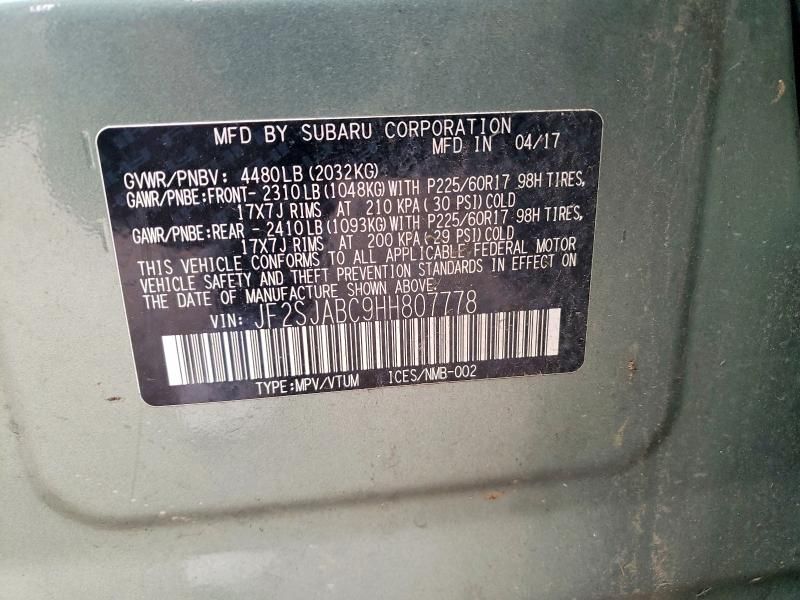 MFD BY SUBARU CORPORATION
MFD IN 04/17
GVWR/PNBV: 4480LB(2032KG)
GAWR/PNBE:FRONT- 2310LB(1048KG)WITH P225/60R17 98H TIRES,
17X7J RIMS AT 210 KPA( 30 PSI)COLD
GAWR/PNBE:REAR - 2410LB(1093KG)WITH P225/60R17 98H TIRES,
17X7J RIMS AT 200 KPA( 29 PSI)COLD
THIS VEHICLE CONFORMS TO ALL APPLICABLE FEDERAL MOTOR
VEHICLE SAFETY AND THEFT PREVENTION STANDARDS IN EFFECT ON
THE DATE OF MANUFACTURE SHOWN ABOVE.
VIN: JF2SJABC9HH807778
TYPE:MPV/VTUM ICES/NMB-002